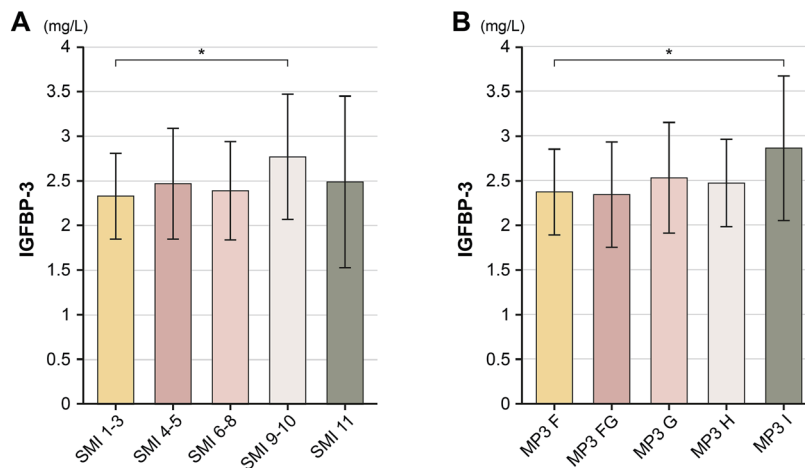 A (mg/L)
4
*
3.5
3
2.5
2
1.5
1
0.5
0
IGFBP-3
SMI 1-3
SMI 4-5
SMI 6-8
SMI 9-10
SMI 11
B (mg/L)
4
*
3.5
3
2.5
2
1.5
1
0.5
0
IGFBP-3
MP3 F
MP3 FG
MP3 G
MP3 H
MP3 I